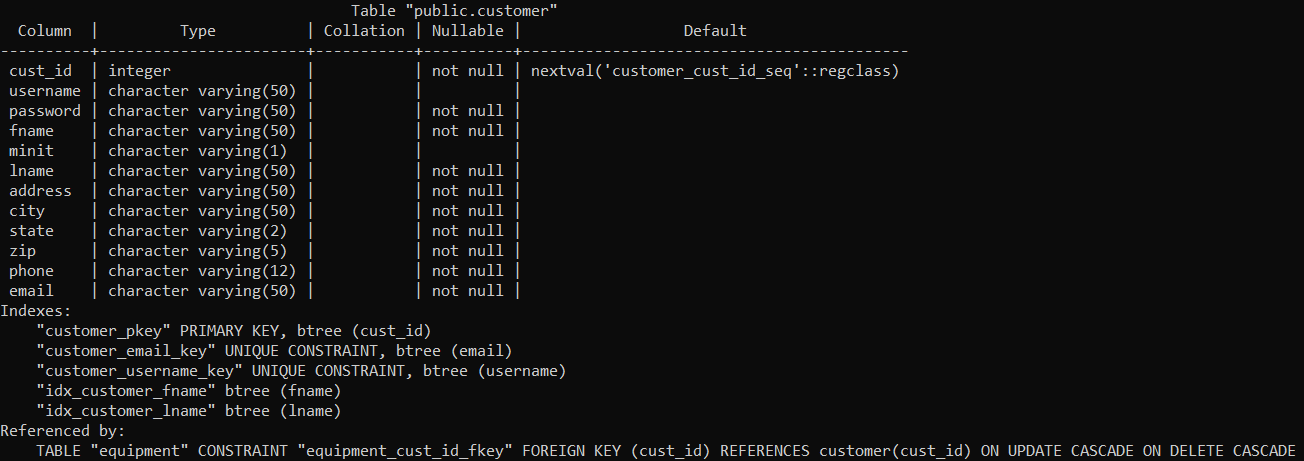 Table "public.customer"
  Column  |         Type          | Collation | Nullable |                  Default
----------+-----------------------+-----------+----------+-------------------------------------------
 cust_id  | integer               |           | not null | nextval('customer_cust_id_seq'::regclass)
 username | character varying(50) |           |          |
 password | character varying(50) |           | not null |
 fname    | character varying(50) |           | not null |
 minit    | character varying(1)  |           |          |
 lname    | character varying(50) |           | not null |
 address  | character varying(50) |           | not null |
 city     | character varying(50) |           | not null |
 state    | character varying(2)  |           | not null |
 zip      | character varying(5)  |           | not null |
 phone    | character varying(12) |           | not null |
 email    | character varying(50) |           | not null |
Indexes:
    "customer_pkey" PRIMARY KEY, btree (cust_id)
    "customer_email_key" UNIQUE CONSTRAINT, btree (email)
    "customer_username_key" UNIQUE CONSTRAINT, btree (username)
    "idx_customer_fname" btree (fname)
    "idx_customer_lname" btree (lname)
Referenced by:
    TABLE "equipment" CONSTRAINT "equipment_cust_id_fkey" FOREIGN KEY (cust_id) REFERENCES customer(cust_id) ON UPDATE CASCADE ON DELETE CASCADE